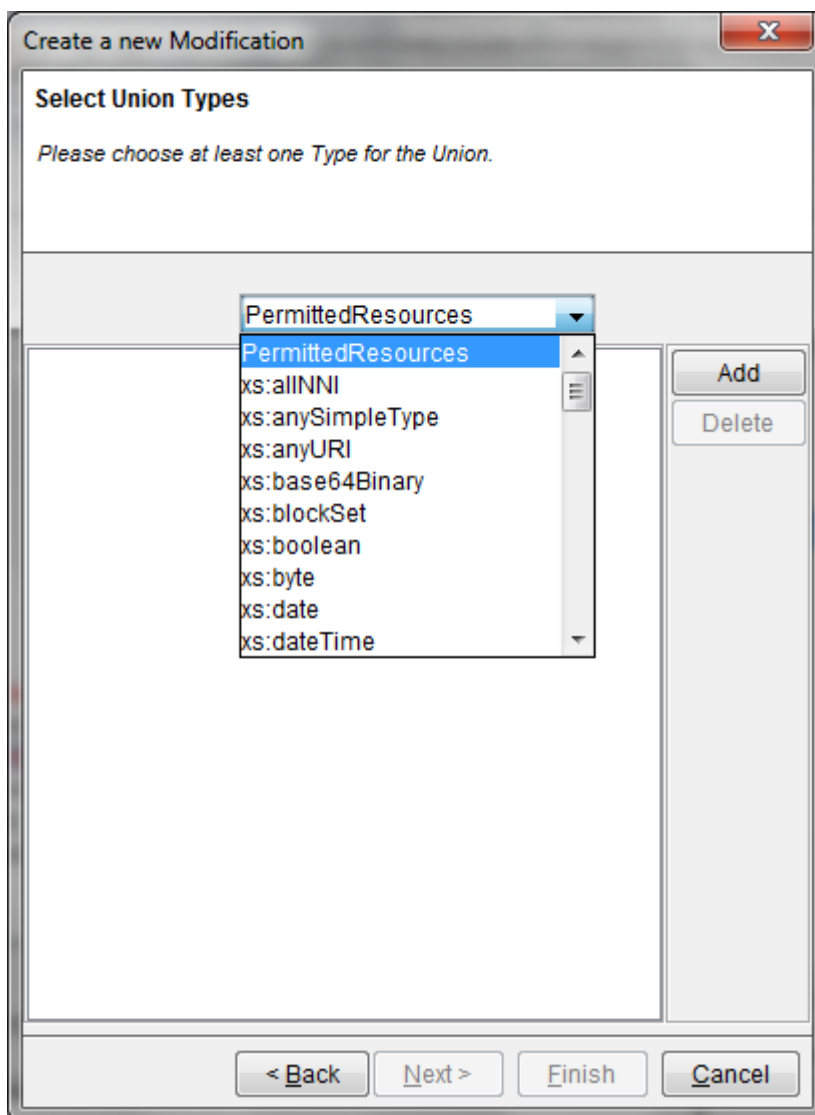 Create a new Modification
X
Select Union Types
Please choose at least one Type for the Union.
PermittedResources
PermittedResources
xs:allNNI
xs:anySimpleType
xs:anyURI
xs:base64Binary
xs:blockSet
xs:boolean
xs:byte
xs:date
xs:dateTime
Add
Delete
< Back Next > Finish Cancel